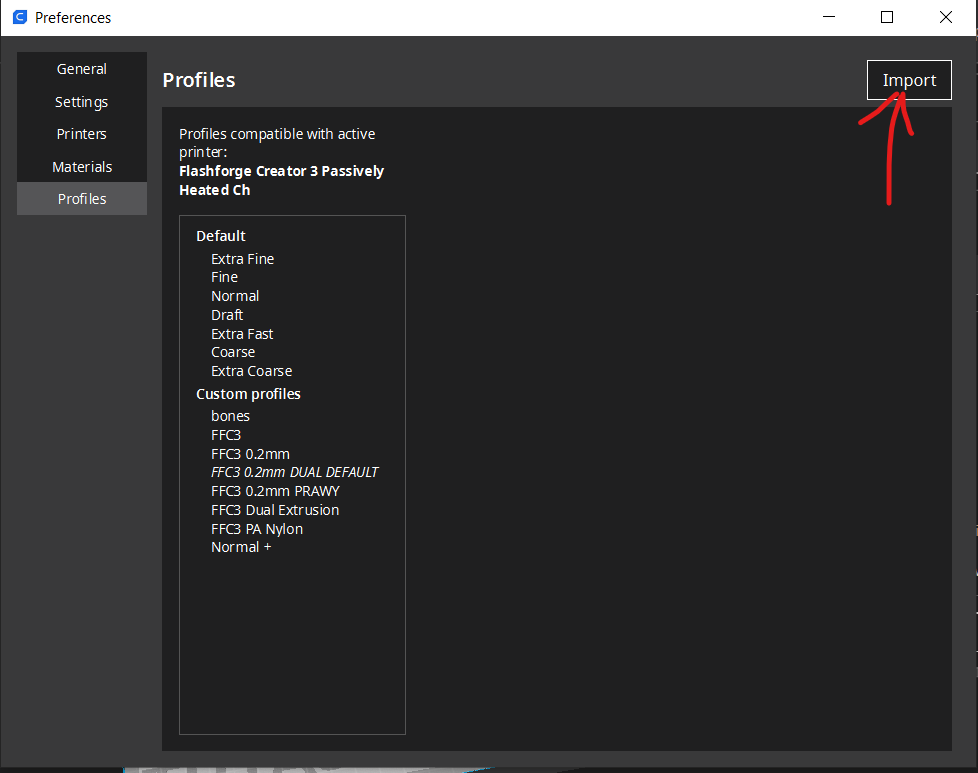 Preferences
General
Settings
Printers
Materials
Profiles
Profiles
Import
Profiles compatible with active
printer:
Flashforge Creator 3 Passively
Heated Ch
Default
Extra Fine
Fine
Normal
Draft
Extra Fast
Coarse
Extra Coarse
Custom profiles
bones
FFC3
FFC3 0.2mm
FFC3 0.2mm DUAL DEFAULT
FFC3 0.2mm PRAWY
FFC3 Dual Extrusion
FFC3 PA Nylon
Normal +